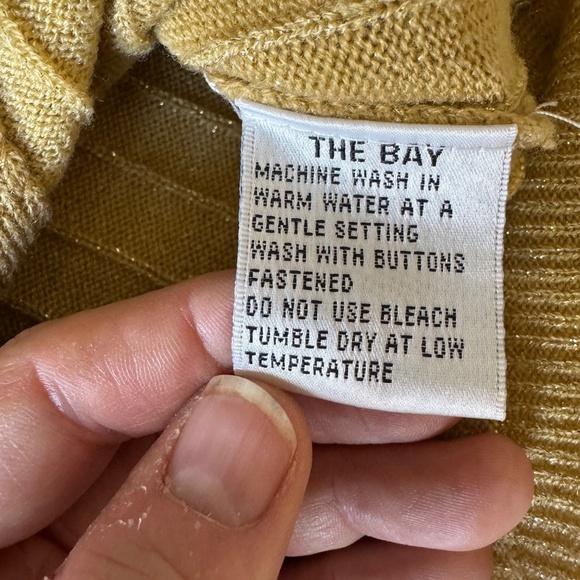 THE BAY
MACHINE WASH IN
WARM WATER AT A
GENTLE SETTING
WASH WITH BUTTONS
FASTENED
DO NOT USE BLEACH
TUMBLE DRY AT LOW
TEMPERATURE